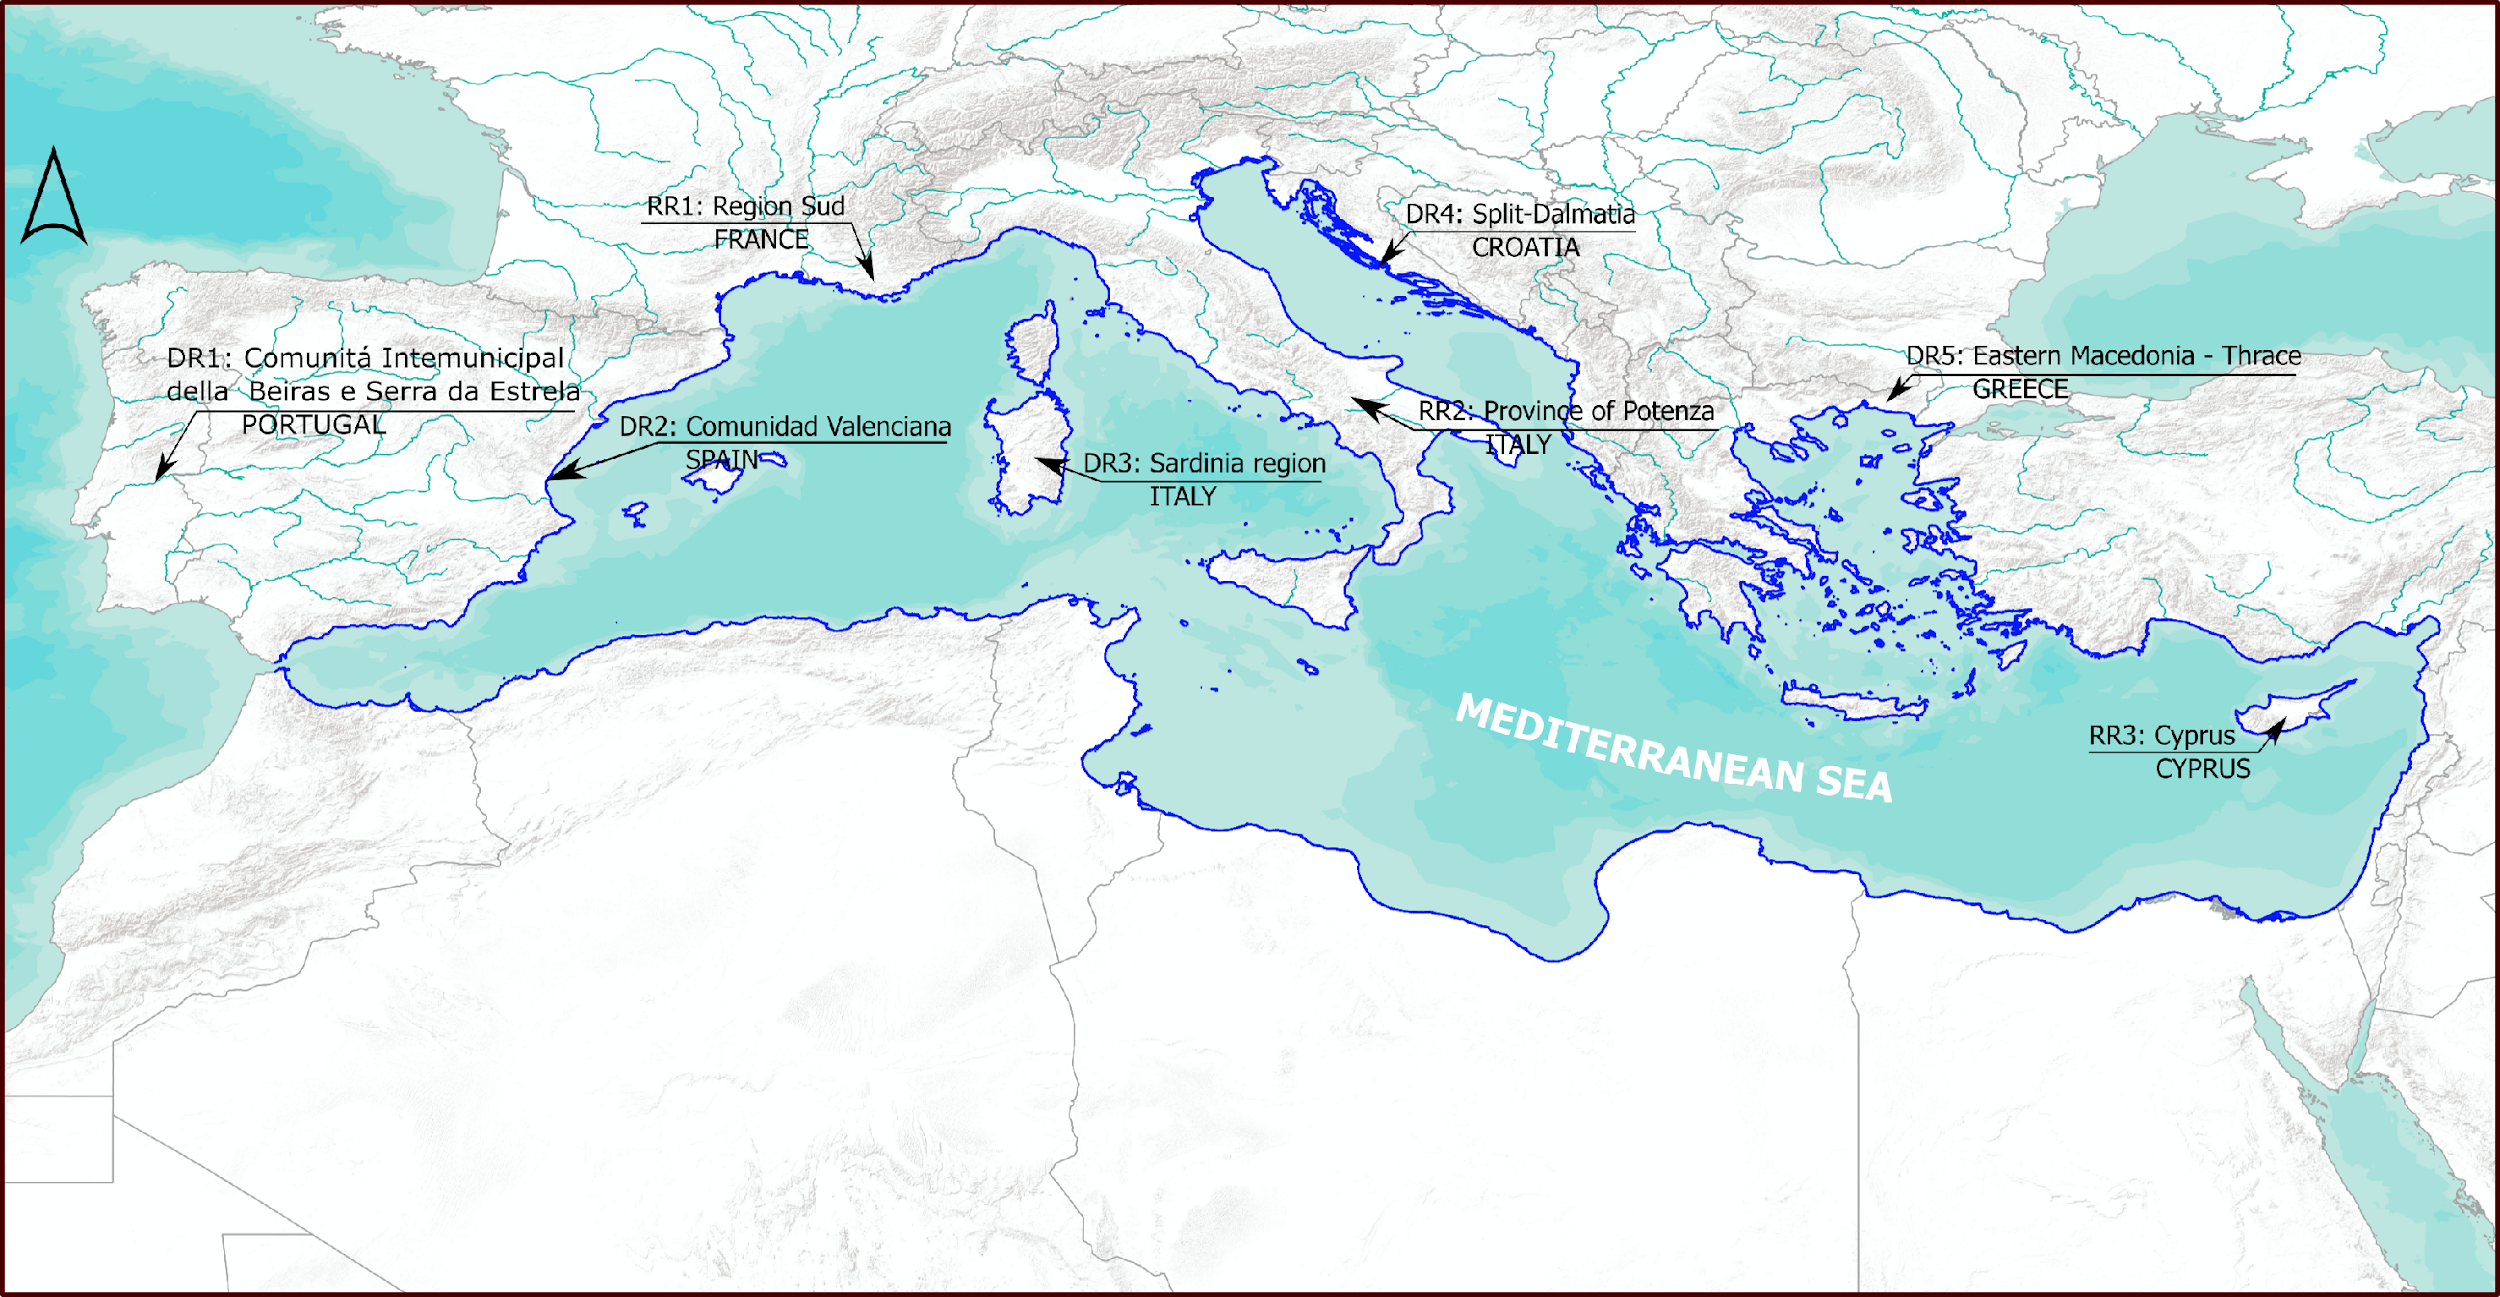 RR1: Region Sud
FRANCE
DR4: Split-Dalmatia
CROATIA
DR1: Comunitá Intemunicipal
della Beiras e Serra da Estrela
PORTUGAL
DR2: Comunidad Valenciana
SPAIN
DR3: Sardinia region
ITALY
RR2: Province of Potenza
ITALY
DR5: Eastern Macedonia - Thrace
GREECE
MEDITERRANEAN SEA
RR3: Cyprus
CYPRUS